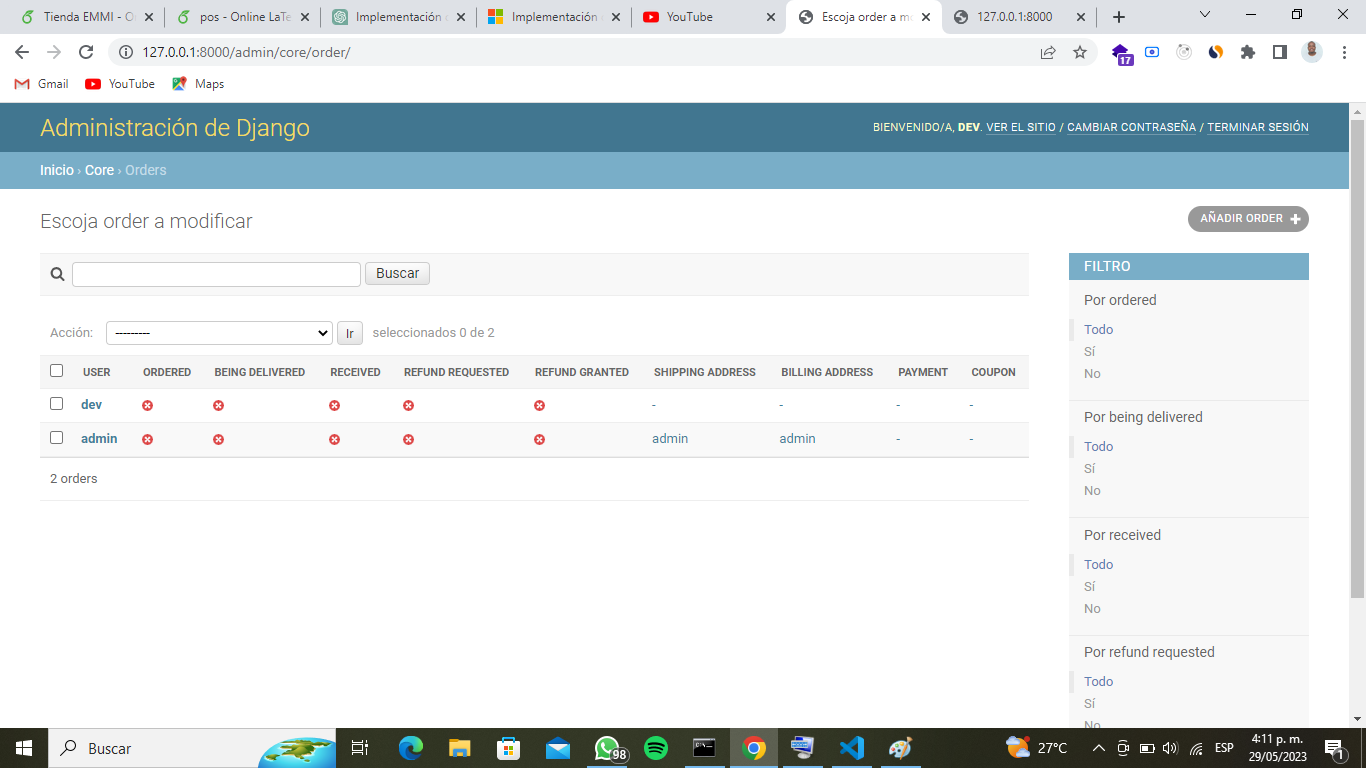 Tienda EMMI - O
pos - Online LaTe
Implementación
Implementación
YouTube
Escoja order a mo
127.0.0.1:8000
127.0.0.1:8000/admin/core/order/
17
Gmail
YouTube
Maps
Administración de Django
BIENVENIDO/A, DEV. VER EL SITIO / CAMBIAR CONTRASEÑA / TERMINAR SESIÓN
Inicio › Core › Orders
Escoja order a modificar
AÑADIR ORDER +
Buscar
Acción: --------- Ir seleccionados 0 de 2
USER ORDERED BEING DELIVERED RECEIVED REFUND REQUESTED REFUND GRANTED SHIPPING ADDRESS BILLING ADDRESS PAYMENT COUPON
dev - - - -
admin admin admin - -
2 orders
FILTRO
Por ordered
Todo
Sí
No
Por being delivered
Todo
Sí
No
Por received
Todo
Sí
No
Por refund requested
Todo
Sí
No
Buscar
98
27°C
ESP
4:11 p. m.
29/05/2023
1